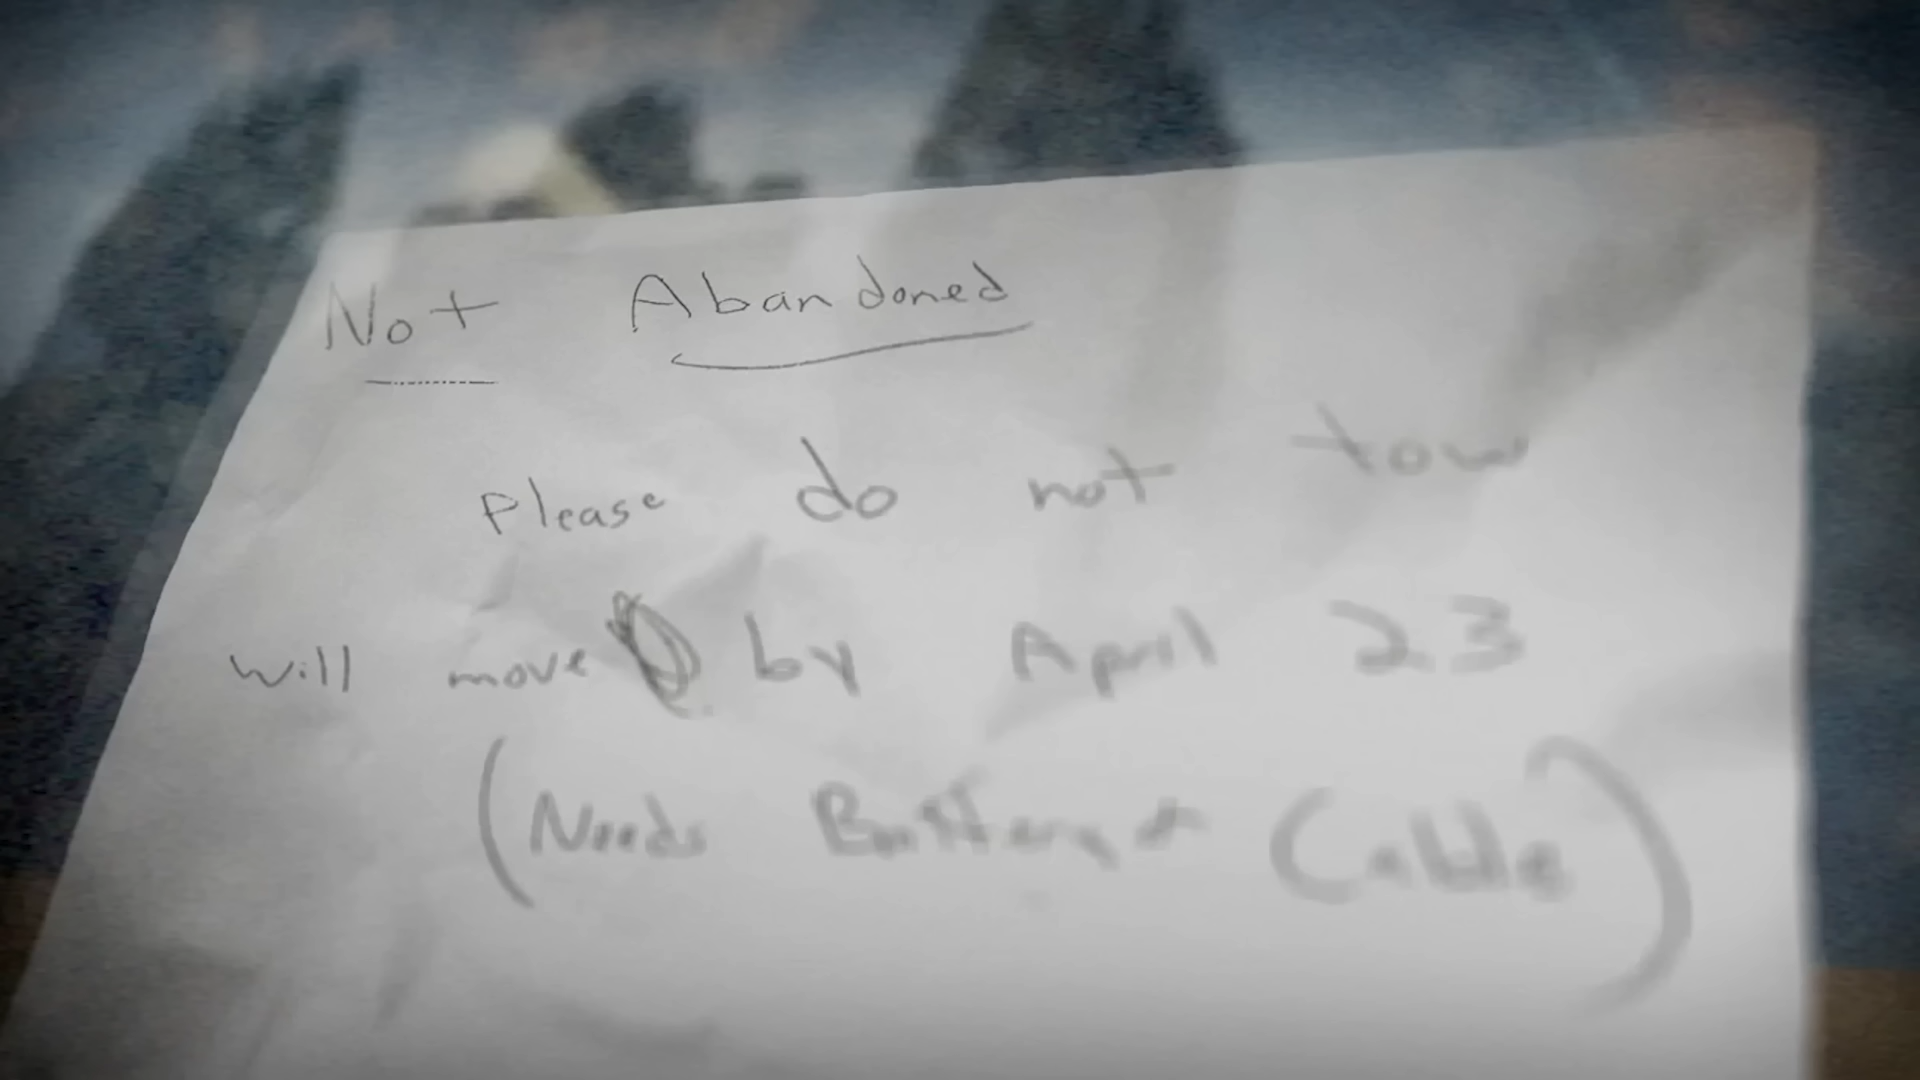 Not Abandoned
Please do not tow
Will move by April 23
(Needs Battery + Cable)